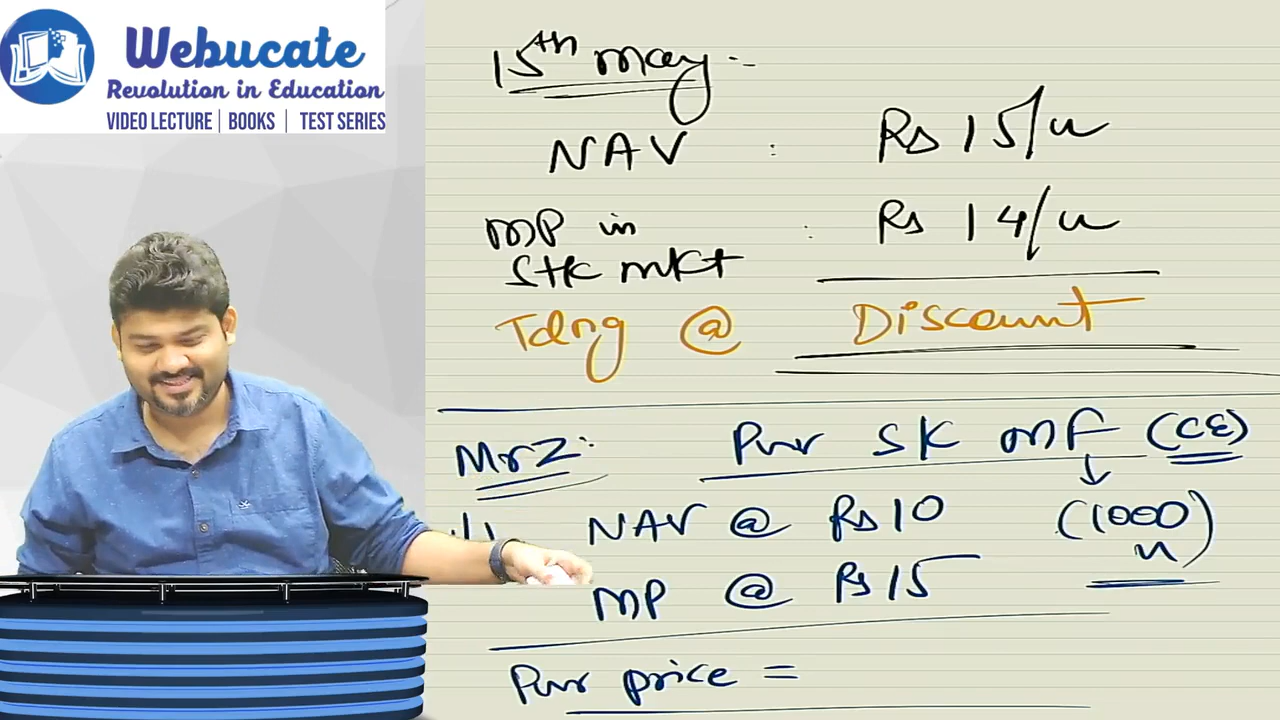 Webucate
Revolution in Education
VIDEO LECTURE | BOOKS | TEST SERIES
15th may:-
NAV : Rs 15/u
MP in : Rs 14/u
Stk mkt
Tdng @ Discount
Mr Z: Pur SK MF (CE)
NAV @ Rs 10 (1000
u)
MP @ Rs 15
Pur price =